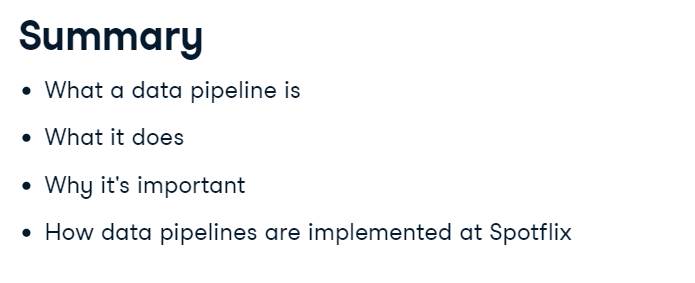 Summary
• What a data pipeline is
• What it does
• Why it's important
• How data pipelines are implemented at Spotflix